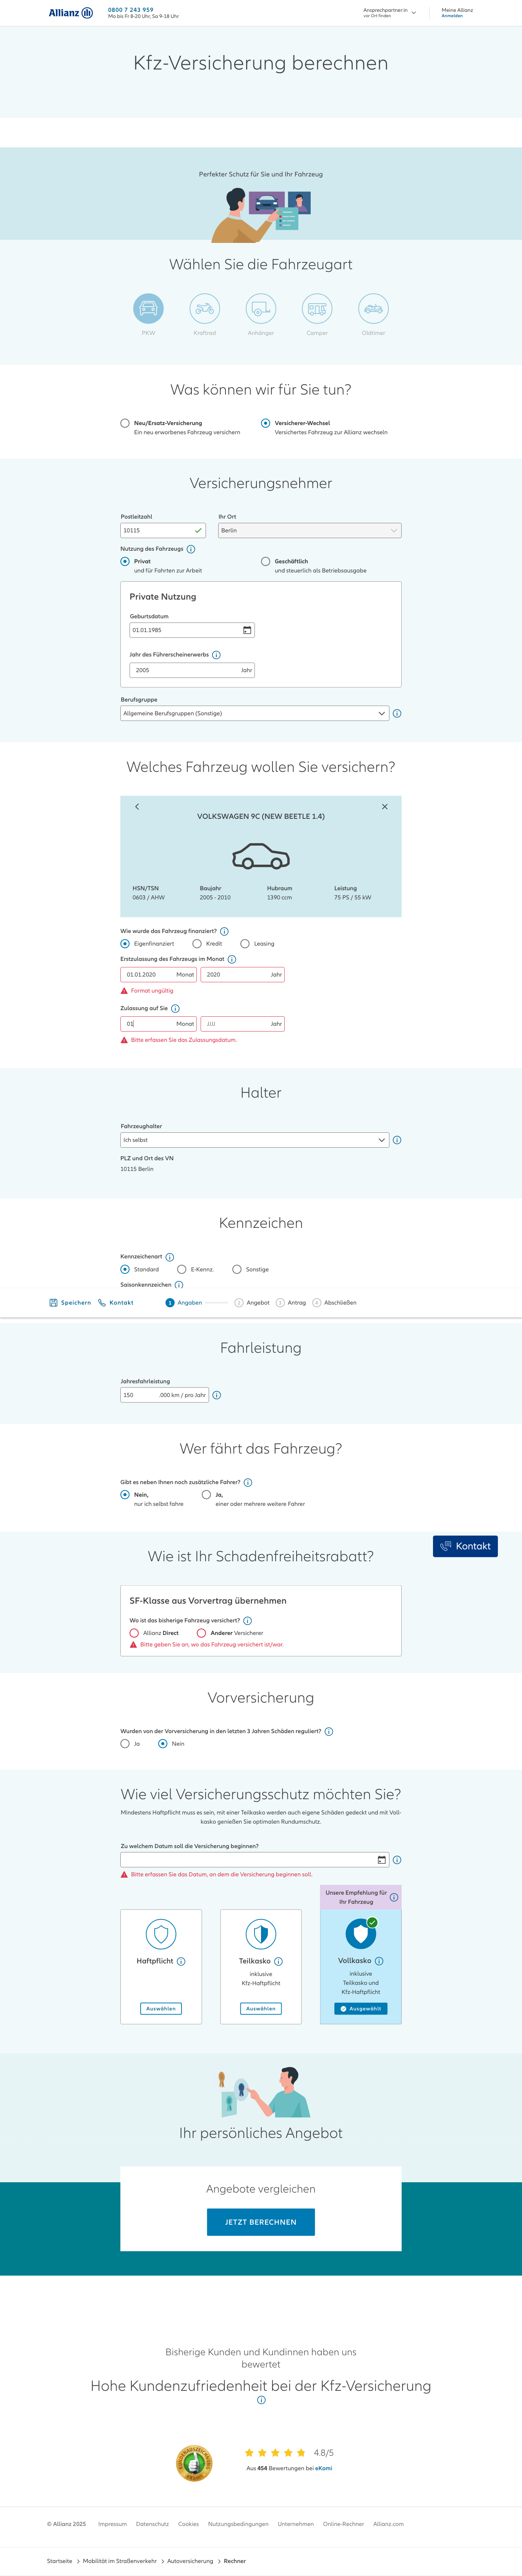 Allianz
0800 7 243 959
Mo bis Fr 8-20 Uhr, Sa 9-18 Uhr
Ansprechpartner:in
vor Ort finden
Meine Allianz
Anmelden
Kfz-Versicherung berechnen
Perfekter Schutz für Sie und Ihr Fahrzeug
Wählen Sie die Fahrzeugart
PKW Kraftrad Anhänger Camper Oldtimer
Was können wir für Sie tun?
Neu/Ersatz-Versicherung
Ein neu erworbenes Fahrzeug versichern
Versicherer-Wechsel
Versichertes Fahrzeug zur Allianz wechseln
Versicherungsnehmer
Postleitzahl Ihr Ort
10115 Berlin
Nutzung des Fahrzeugs
Privat
und für Fahrten zur Arbeit
Geschäftlich
und steuerlich als Betriebsausgabe
Private Nutzung
Geburtsdatum
01.01.1985
Jahr des Führerscheinerwerbs
2005 Jahr
Berufsgruppe
Allgemeine Berufsgruppen (Sonstige)
Welches Fahrzeug wollen Sie versichern?
VOLKSWAGEN 9C (NEW BEETLE 1.4)
HSN/TSN Baujahr Hubraum Leistung
0603 / AHW 2005 - 2010 1390 ccm 75 PS / 55 kW
Wie wurde das Fahrzeug finanziert?
Eigenfinanziert Kredit Leasing
Erstzulassung des Fahrzeugs im Monat
01.01.2020 Monat 2020 Jahr
Format ungültig
Zulassung auf Sie
01 Monat JJJJ Jahr
Bitte erfassen Sie das Zulassungsdatum.
Halter
Fahrzeughalter
Ich selbst
PLZ und Ort des VN
10115 Berlin
Kennzeichen
Kennzeichenart
Standard E-Kennz. Sonstige
Saisonkennzeichen
Speichern Kontakt 1 Angaben 2 Angebot 3 Antrag 4 Abschließen
Fahrleistung
Jahresfahrleistung
150 .000 km / pro Jahr
Wer fährt das Fahrzeug?
Gibt es neben Ihnen noch zusätzliche Fahrer?
Nein,
nur ich selbst fahre
Ja,
einer oder mehrere weitere Fahrer
Kontakt
Wie ist Ihr Schadenfreiheitsrabatt?
SF-Klasse aus Vorvertrag übernehmen
Wo ist das bisherige Fahrzeug versichert?
Allianz Direct Anderer Versicherer
Bitte geben Sie an, wo das Fahrzeug versichert ist/war.
Vorversicherung
Wurden von der Vorversicherung in den letzten 3 Jahren Schäden reguliert?
Ja Nein
Wie viel Versicherungsschutz möchten Sie?
Mindestens Haftpflicht muss es sein, mit einer Teilkasko werden auch eigene Schäden gedeckt und mit Voll-
kasko genießen Sie optimalen Rundumschutz.
Zu welchem Datum soll die Versicherung beginnen?
Bitte erfassen Sie das Datum, an dem die Versicherung beginnen soll.
Unsere Empfehlung für
Ihr Fahrzeug
Haftpflicht
Auswählen
Teilkasko
inklusive
Kfz-Haftpflicht
Auswählen
Vollkasko
inklusive
Teilkasko und
Kfz-Haftpflicht
Ausgewählt
Ihr persönliches Angebot
Angebote vergleichen
JETZT BERECHNEN
Bisherige Kunden und Kundinnen haben uns
bewertet
Hohe Kundenzufriedenheit bei der Kfz-Versicherung
4.8/5
Aus 454 Bewertungen bei eKomi
© Allianz 2025 Impressum Datenschutz Cookies Nutzungsbedingungen Unternehmen Online-Rechner Allianz.com
Startseite Mobilität im Straßenverkehr Autoversicherung Rechner